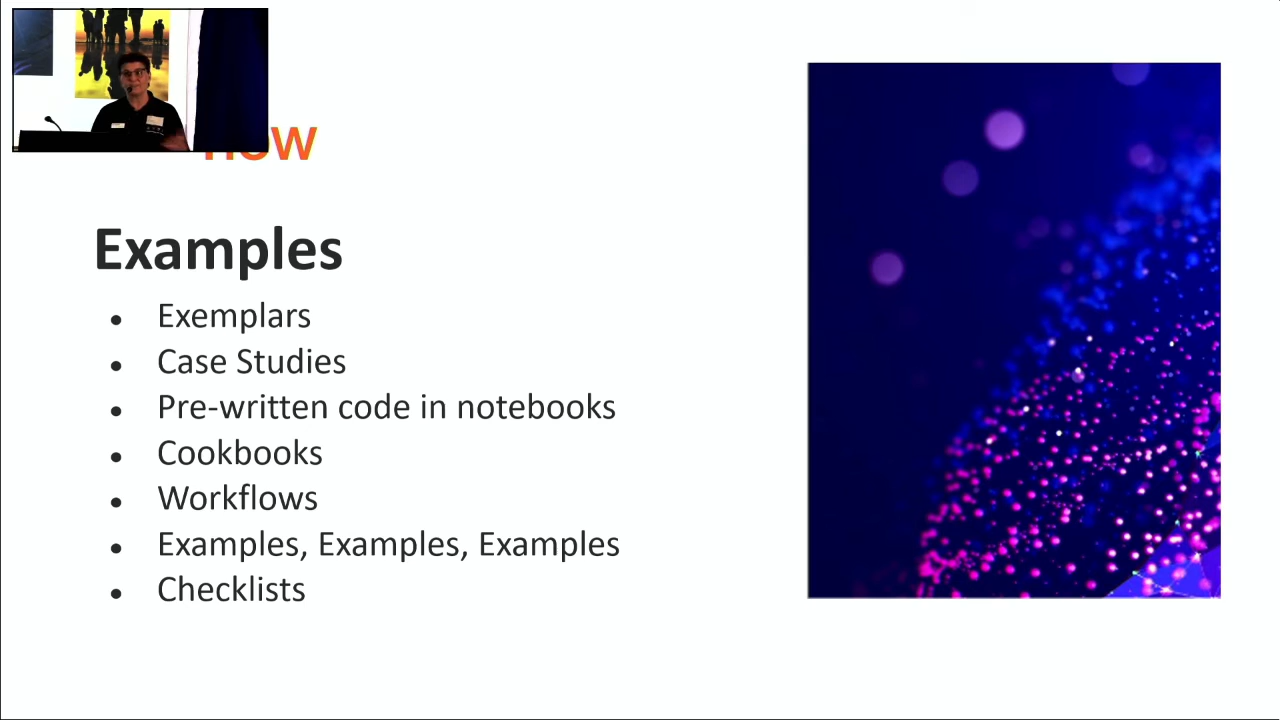 Examples
Exemplars
Case Studies
Pre-written code in notebooks
Cookbooks
Workflows
Examples, Examples, Examples
Checklists